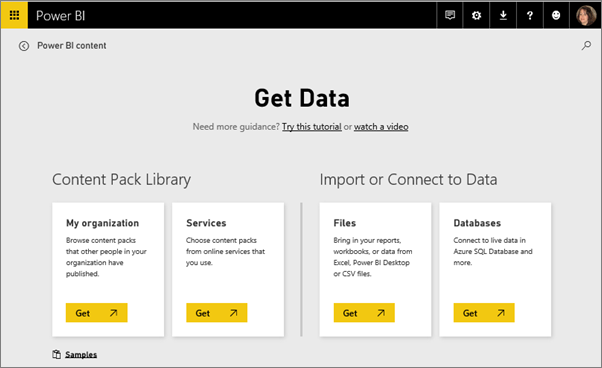 Power BI
Power BI content
Get Data
Need more guidance? Try this tutorial or watch a video
Content Pack Library
Import or Connect to Data
My organization
Browse content packs
that other people in your
organization have
published.
Get
Services
Choose content packs
from online services that
you use.
Get
Files
Bring in your reports,
workbooks, or data from
Excel, Power BI Desktop
or CSV files.
Get
Databases
Connect to live data in
Azure SQL Database and
more.
Get
Samples